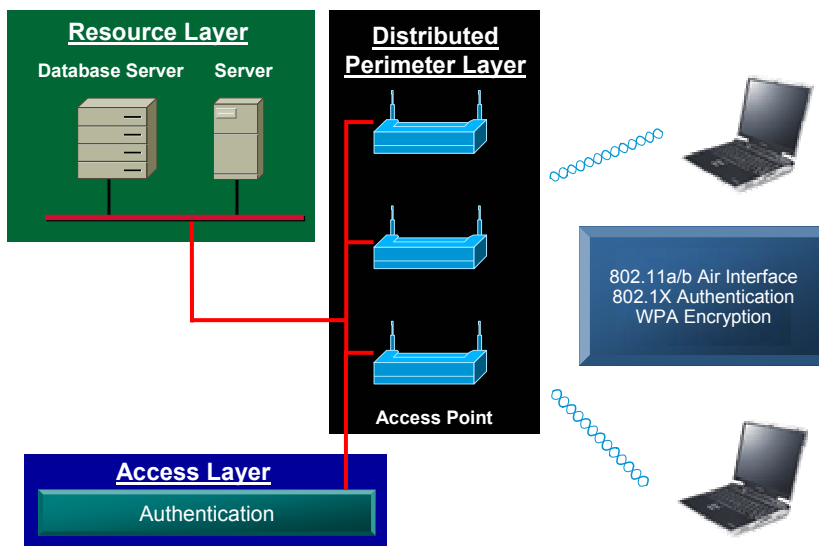 Resource Layer
Database Server
Server
Distributed
Perimeter Layer
Access Point
802.11a/b Air Interface
802.1X Authentication
WPA Encryption
Access Layer
Authentication